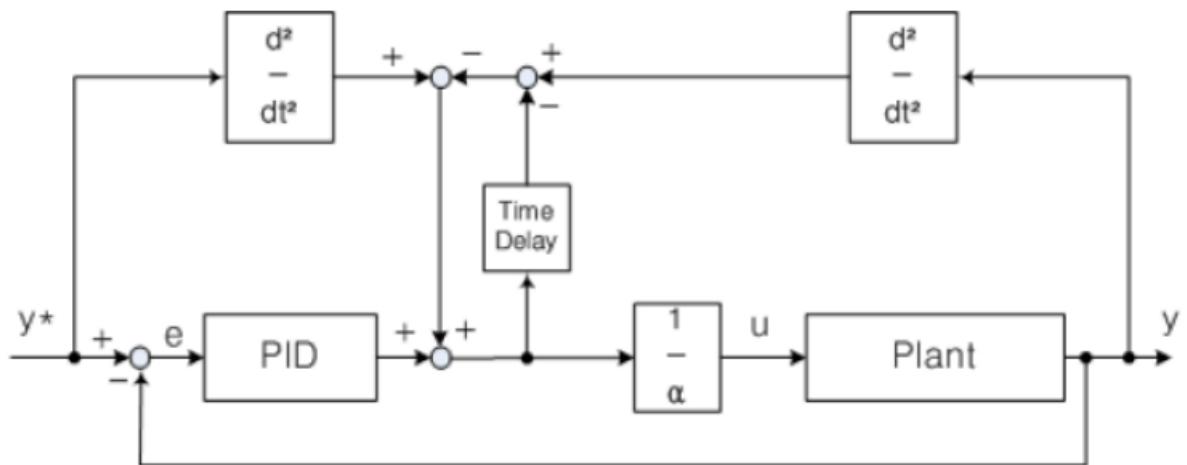 d²
–
dt²
+
–
+
d²
–
dt²
–
Time
Delay
y*
+
e
–
PID
+
+
1
–
α
u
Plant
y